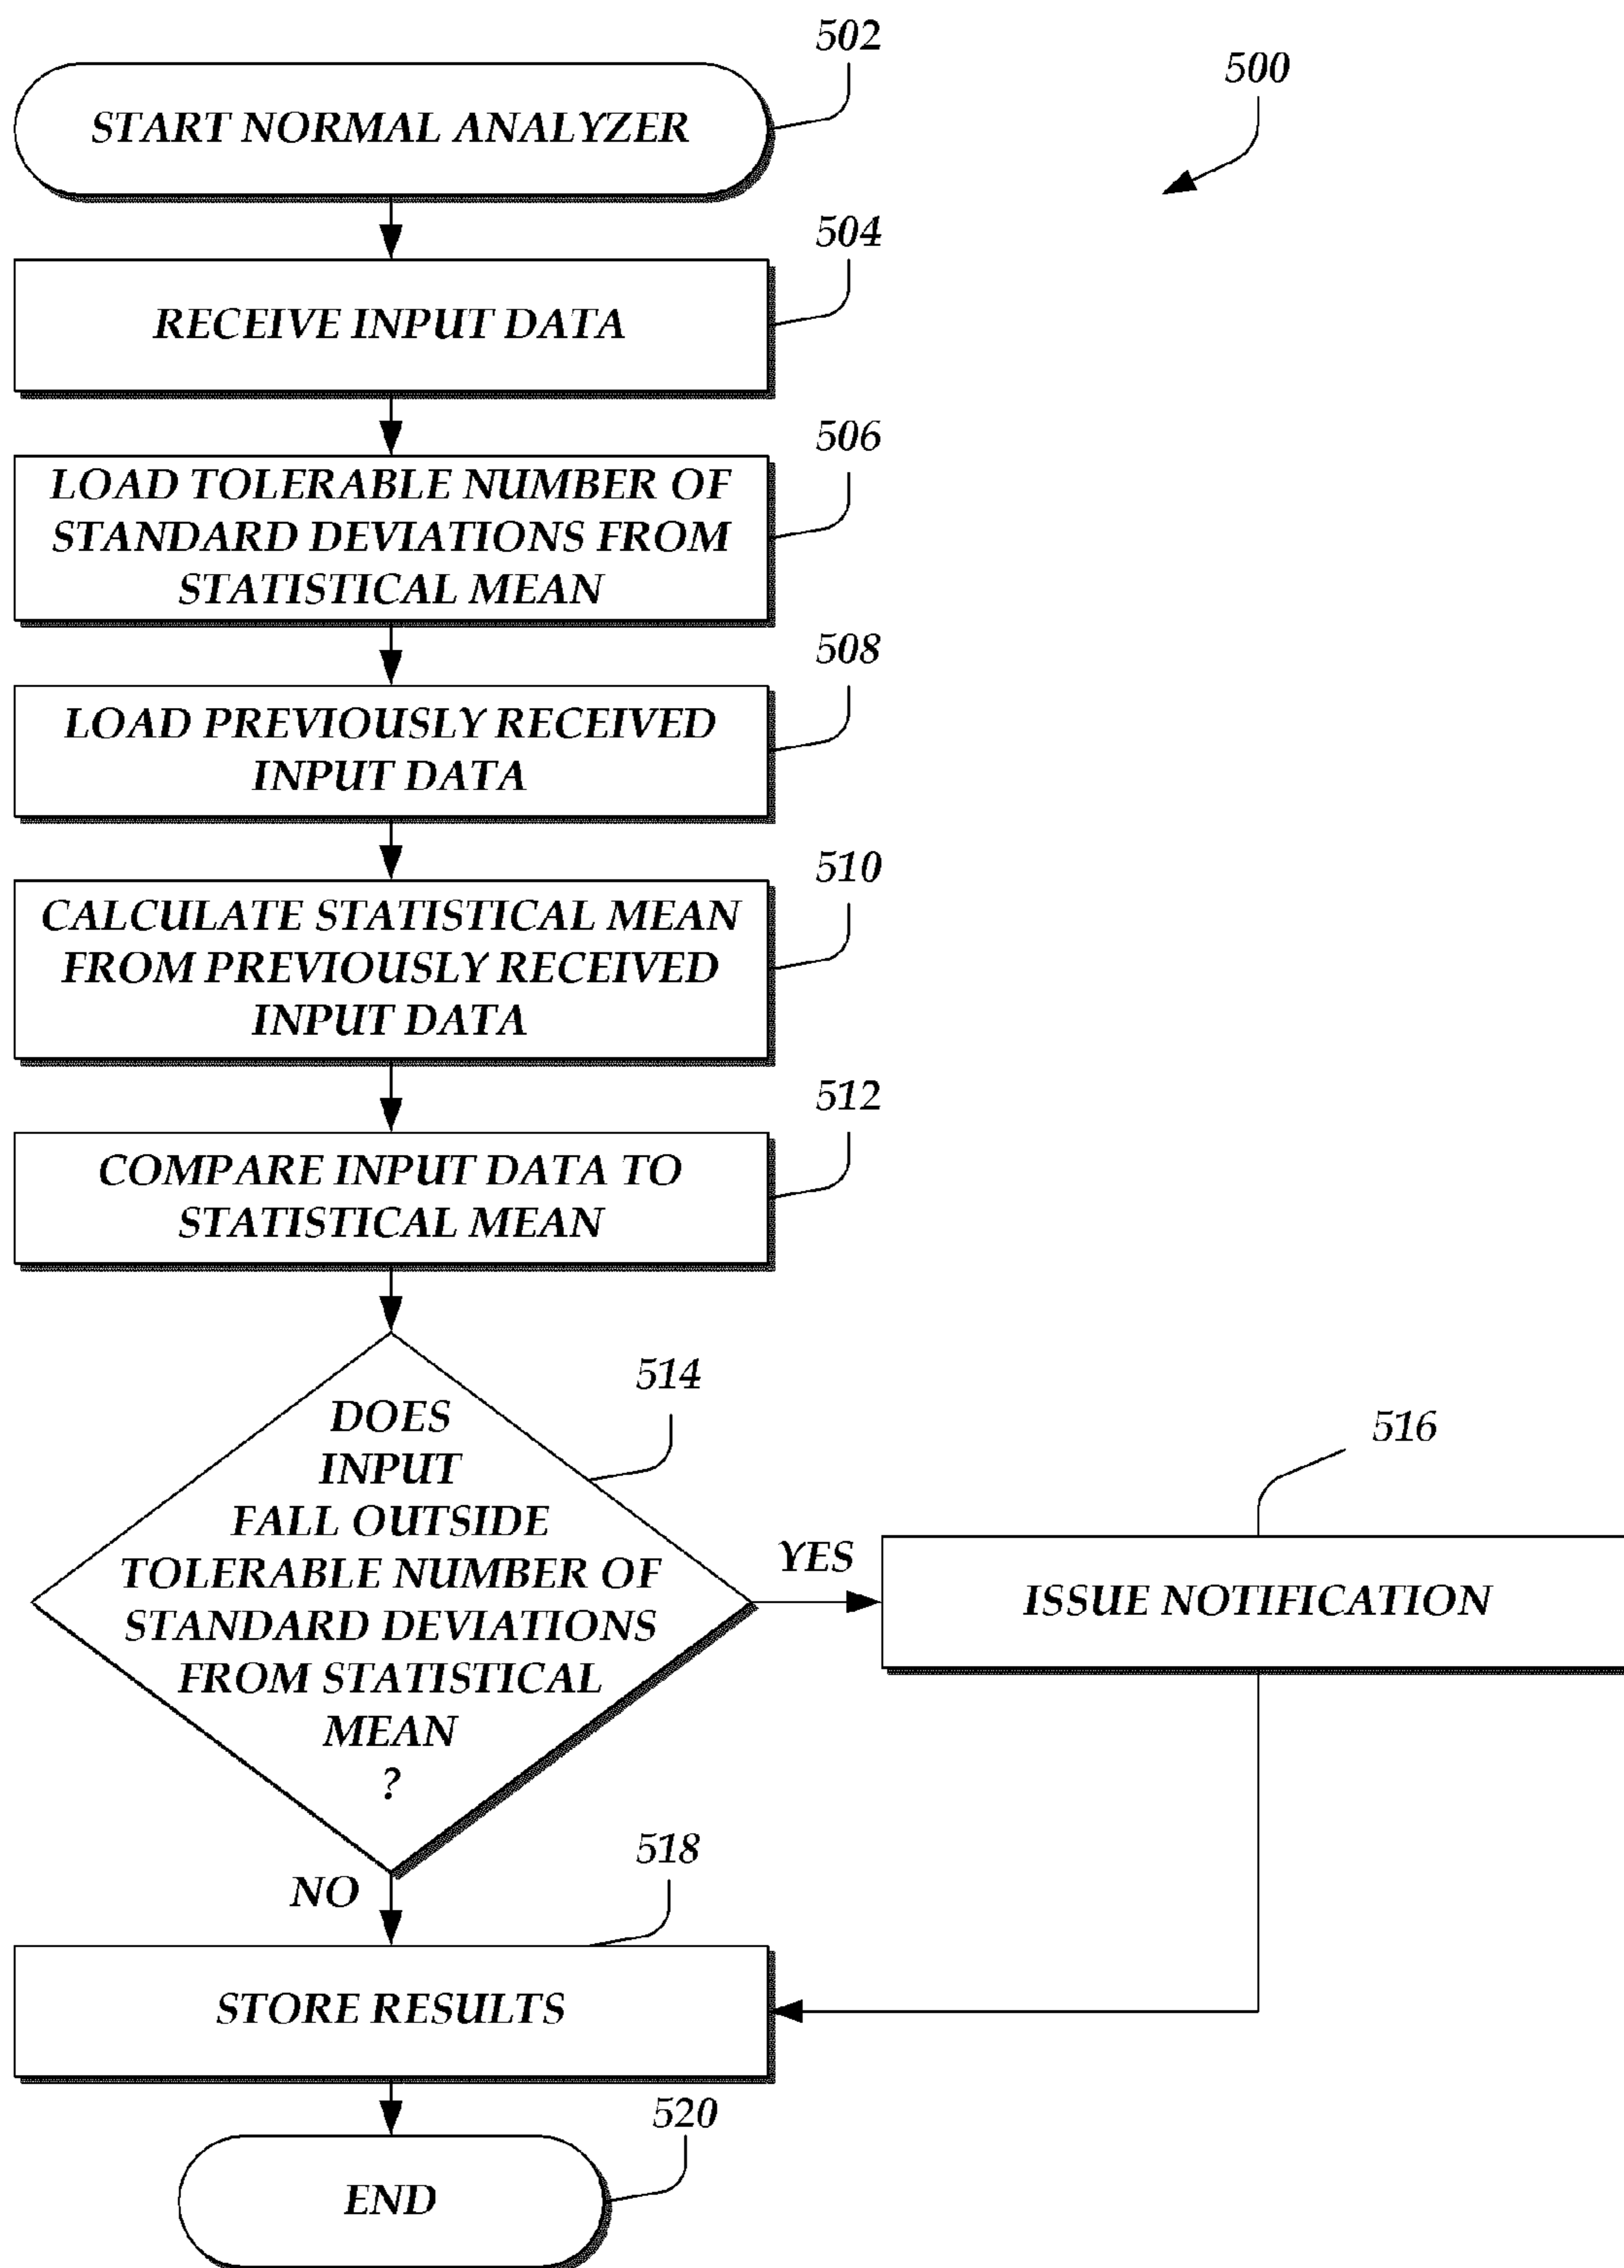 502
500
START NORMAL ANALYZER
504
RECEIVE INPUT DATA
506
LOAD TOLERABLE NUMBER OF
STANDARD DEVIATIONS FROM
STATISTICAL MEAN
508
LOAD PREVIOUSLY RECEIVED
INPUT DATA
510
CALCULATE STATISTICAL MEAN
FROM PREVIOUSLY RECEIVED
INPUT DATA
512
COMPARE INPUT DATA TO
STATISTICAL MEAN
514
DOES
INPUT
FALL OUTSIDE
TOLERABLE NUMBER OF
STANDARD DEVIATIONS
FROM STATISTICAL
MEAN
?
YES
516
ISSUE NOTIFICATION
NO
518
STORE RESULTS
520
END